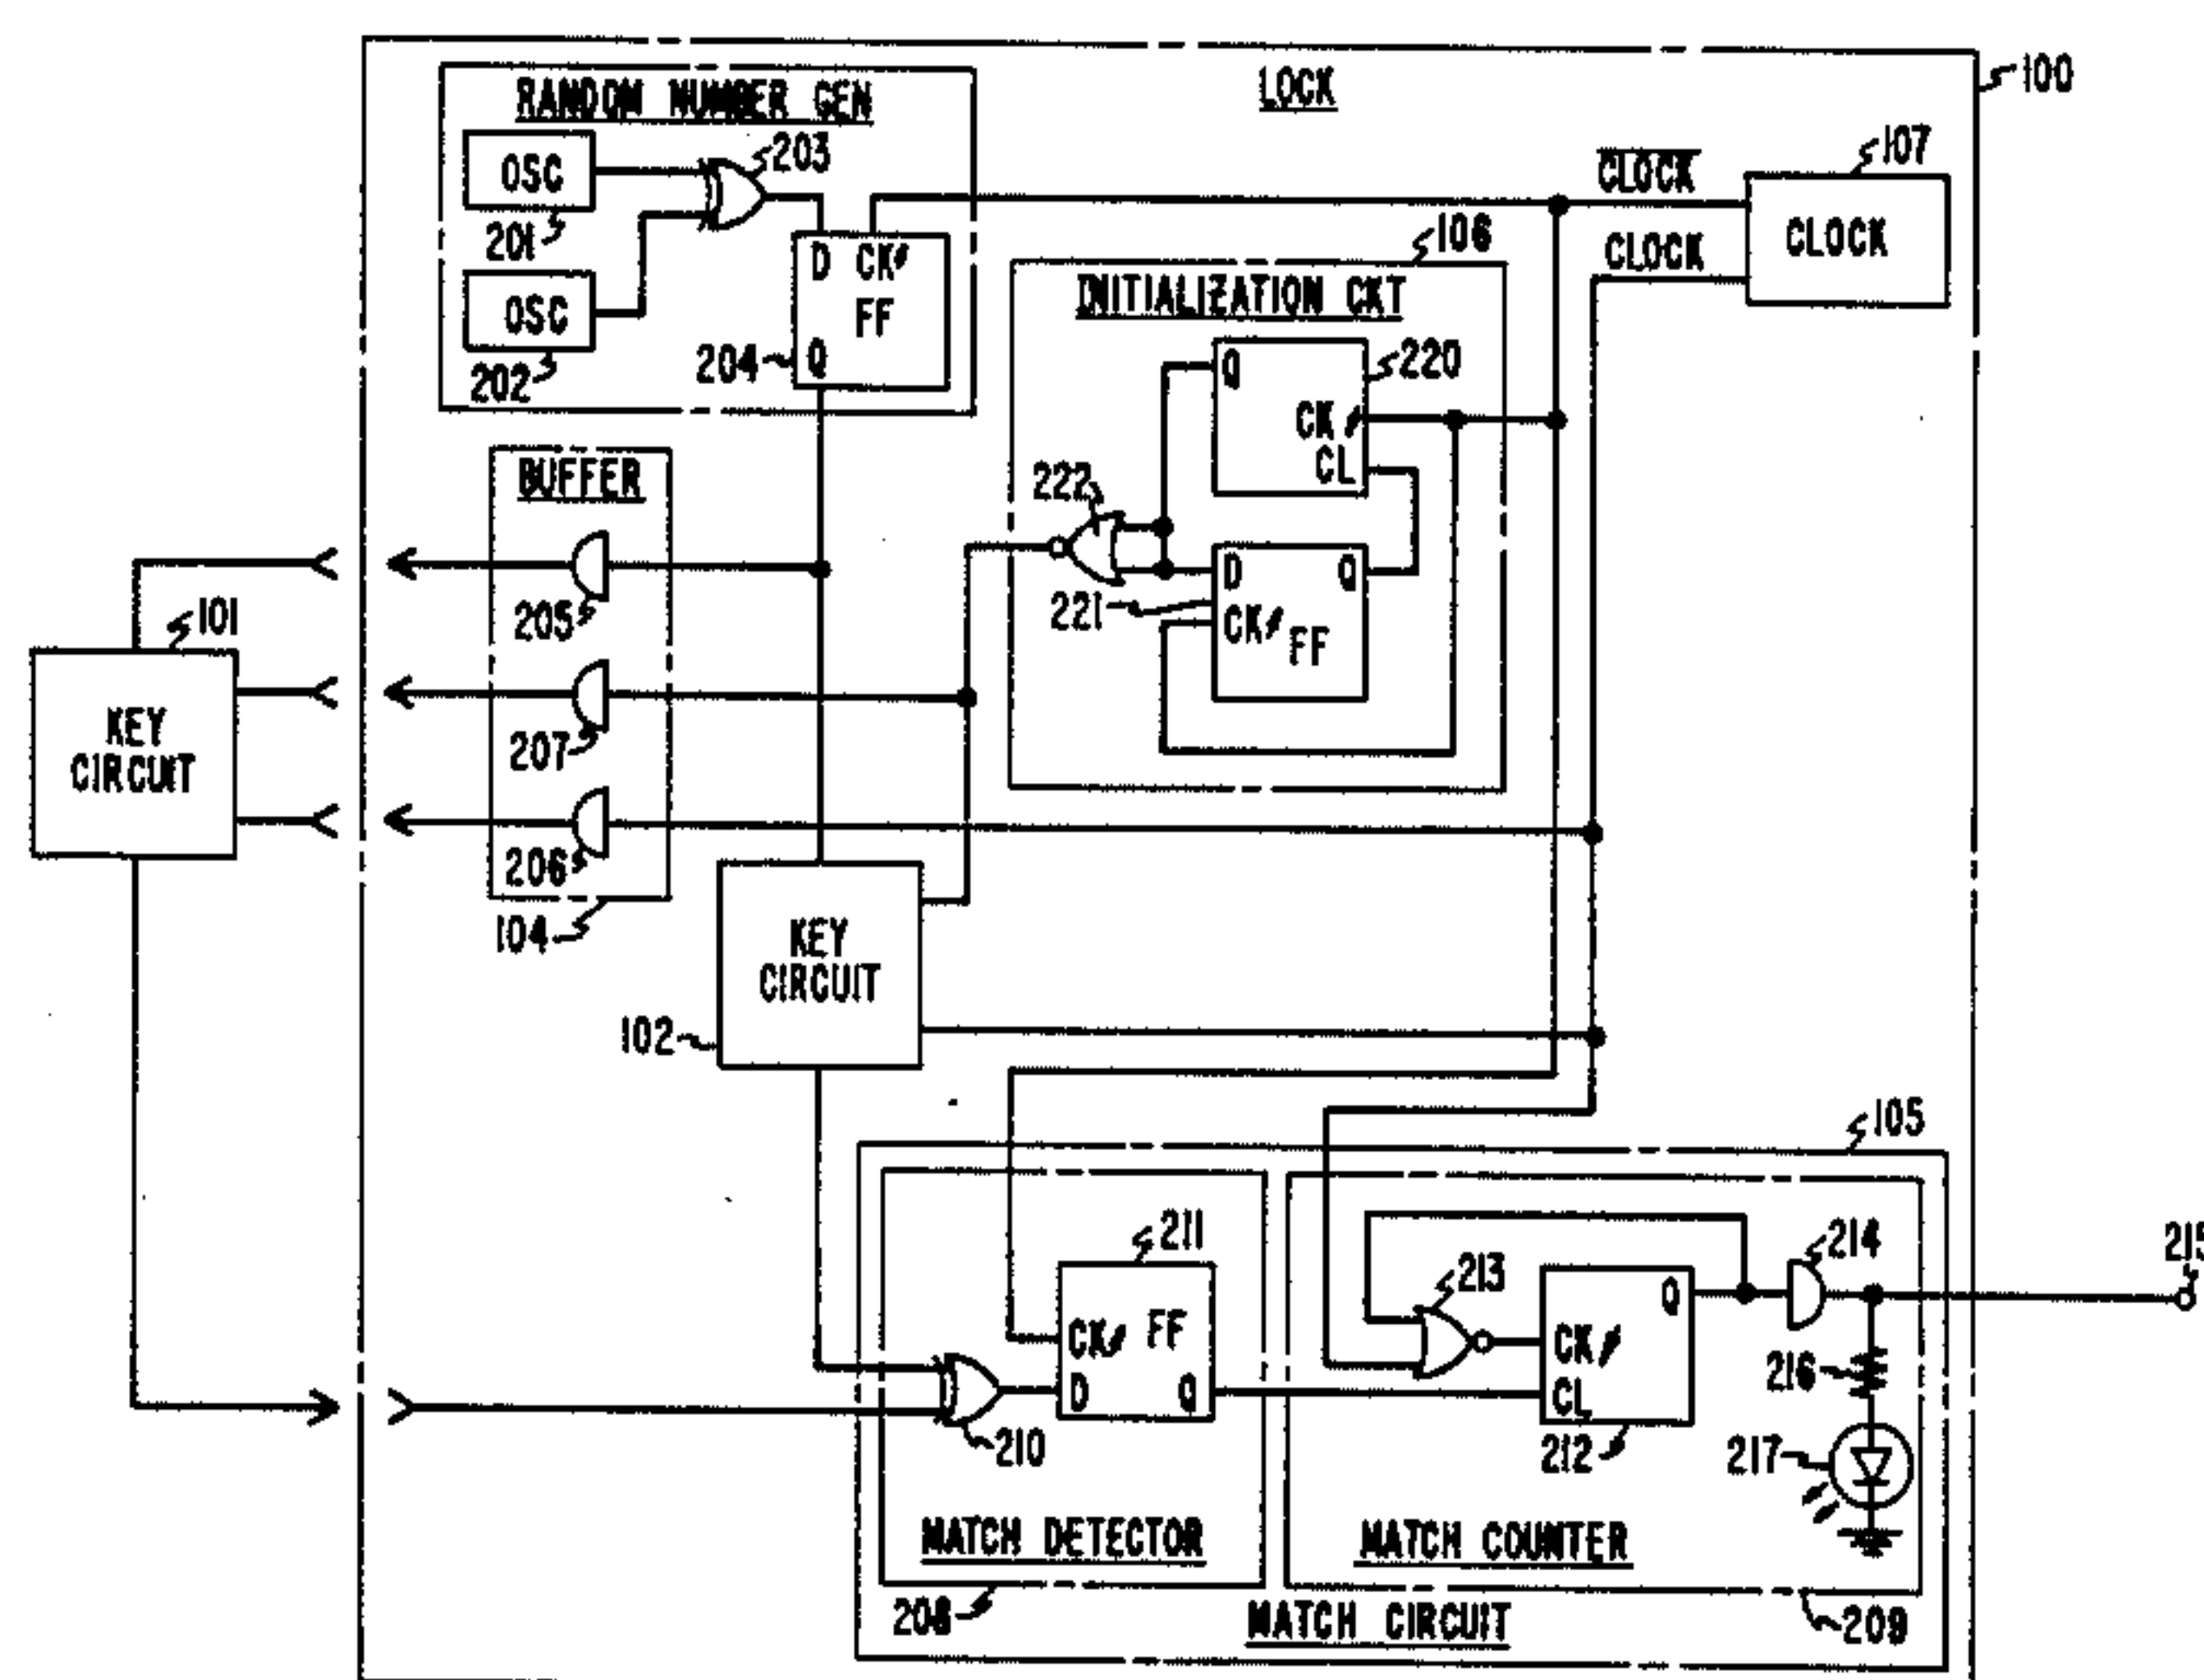 LOCK
100
RANDOM NUMBER GEN
OSC
201
203
OSC
202
D CK
FF
204
Q
CLOCK
CLOCK
107
CLOCK
106
INITIALIZATION CKT
Q
220
CK
CL
222
221
D Q
CK FF
BUFFER
205
207
206
104
101
KEY
CIRCUIT
KEY
CIRCUIT
102
105
211
CK FF
D Q
210
MATCH DETECTOR
208
213
Q
CK
CL
212
214
215
216
217
MATCH COUNTER
209
MATCH CIRCUIT